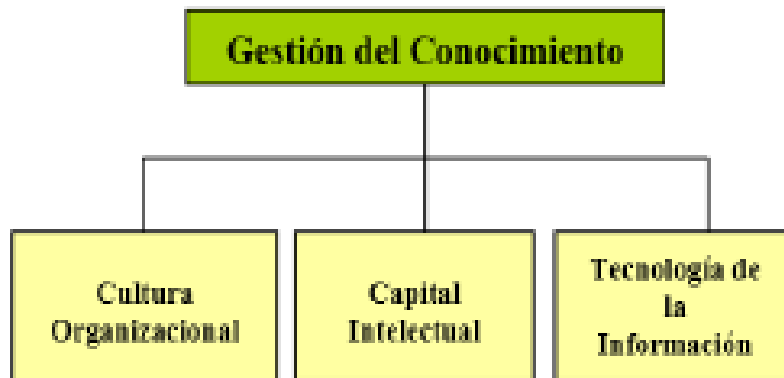 Gestión del Conocimiento
Cultura
Organizacional
Capital
Intelectual
Tecnología de
la
Información